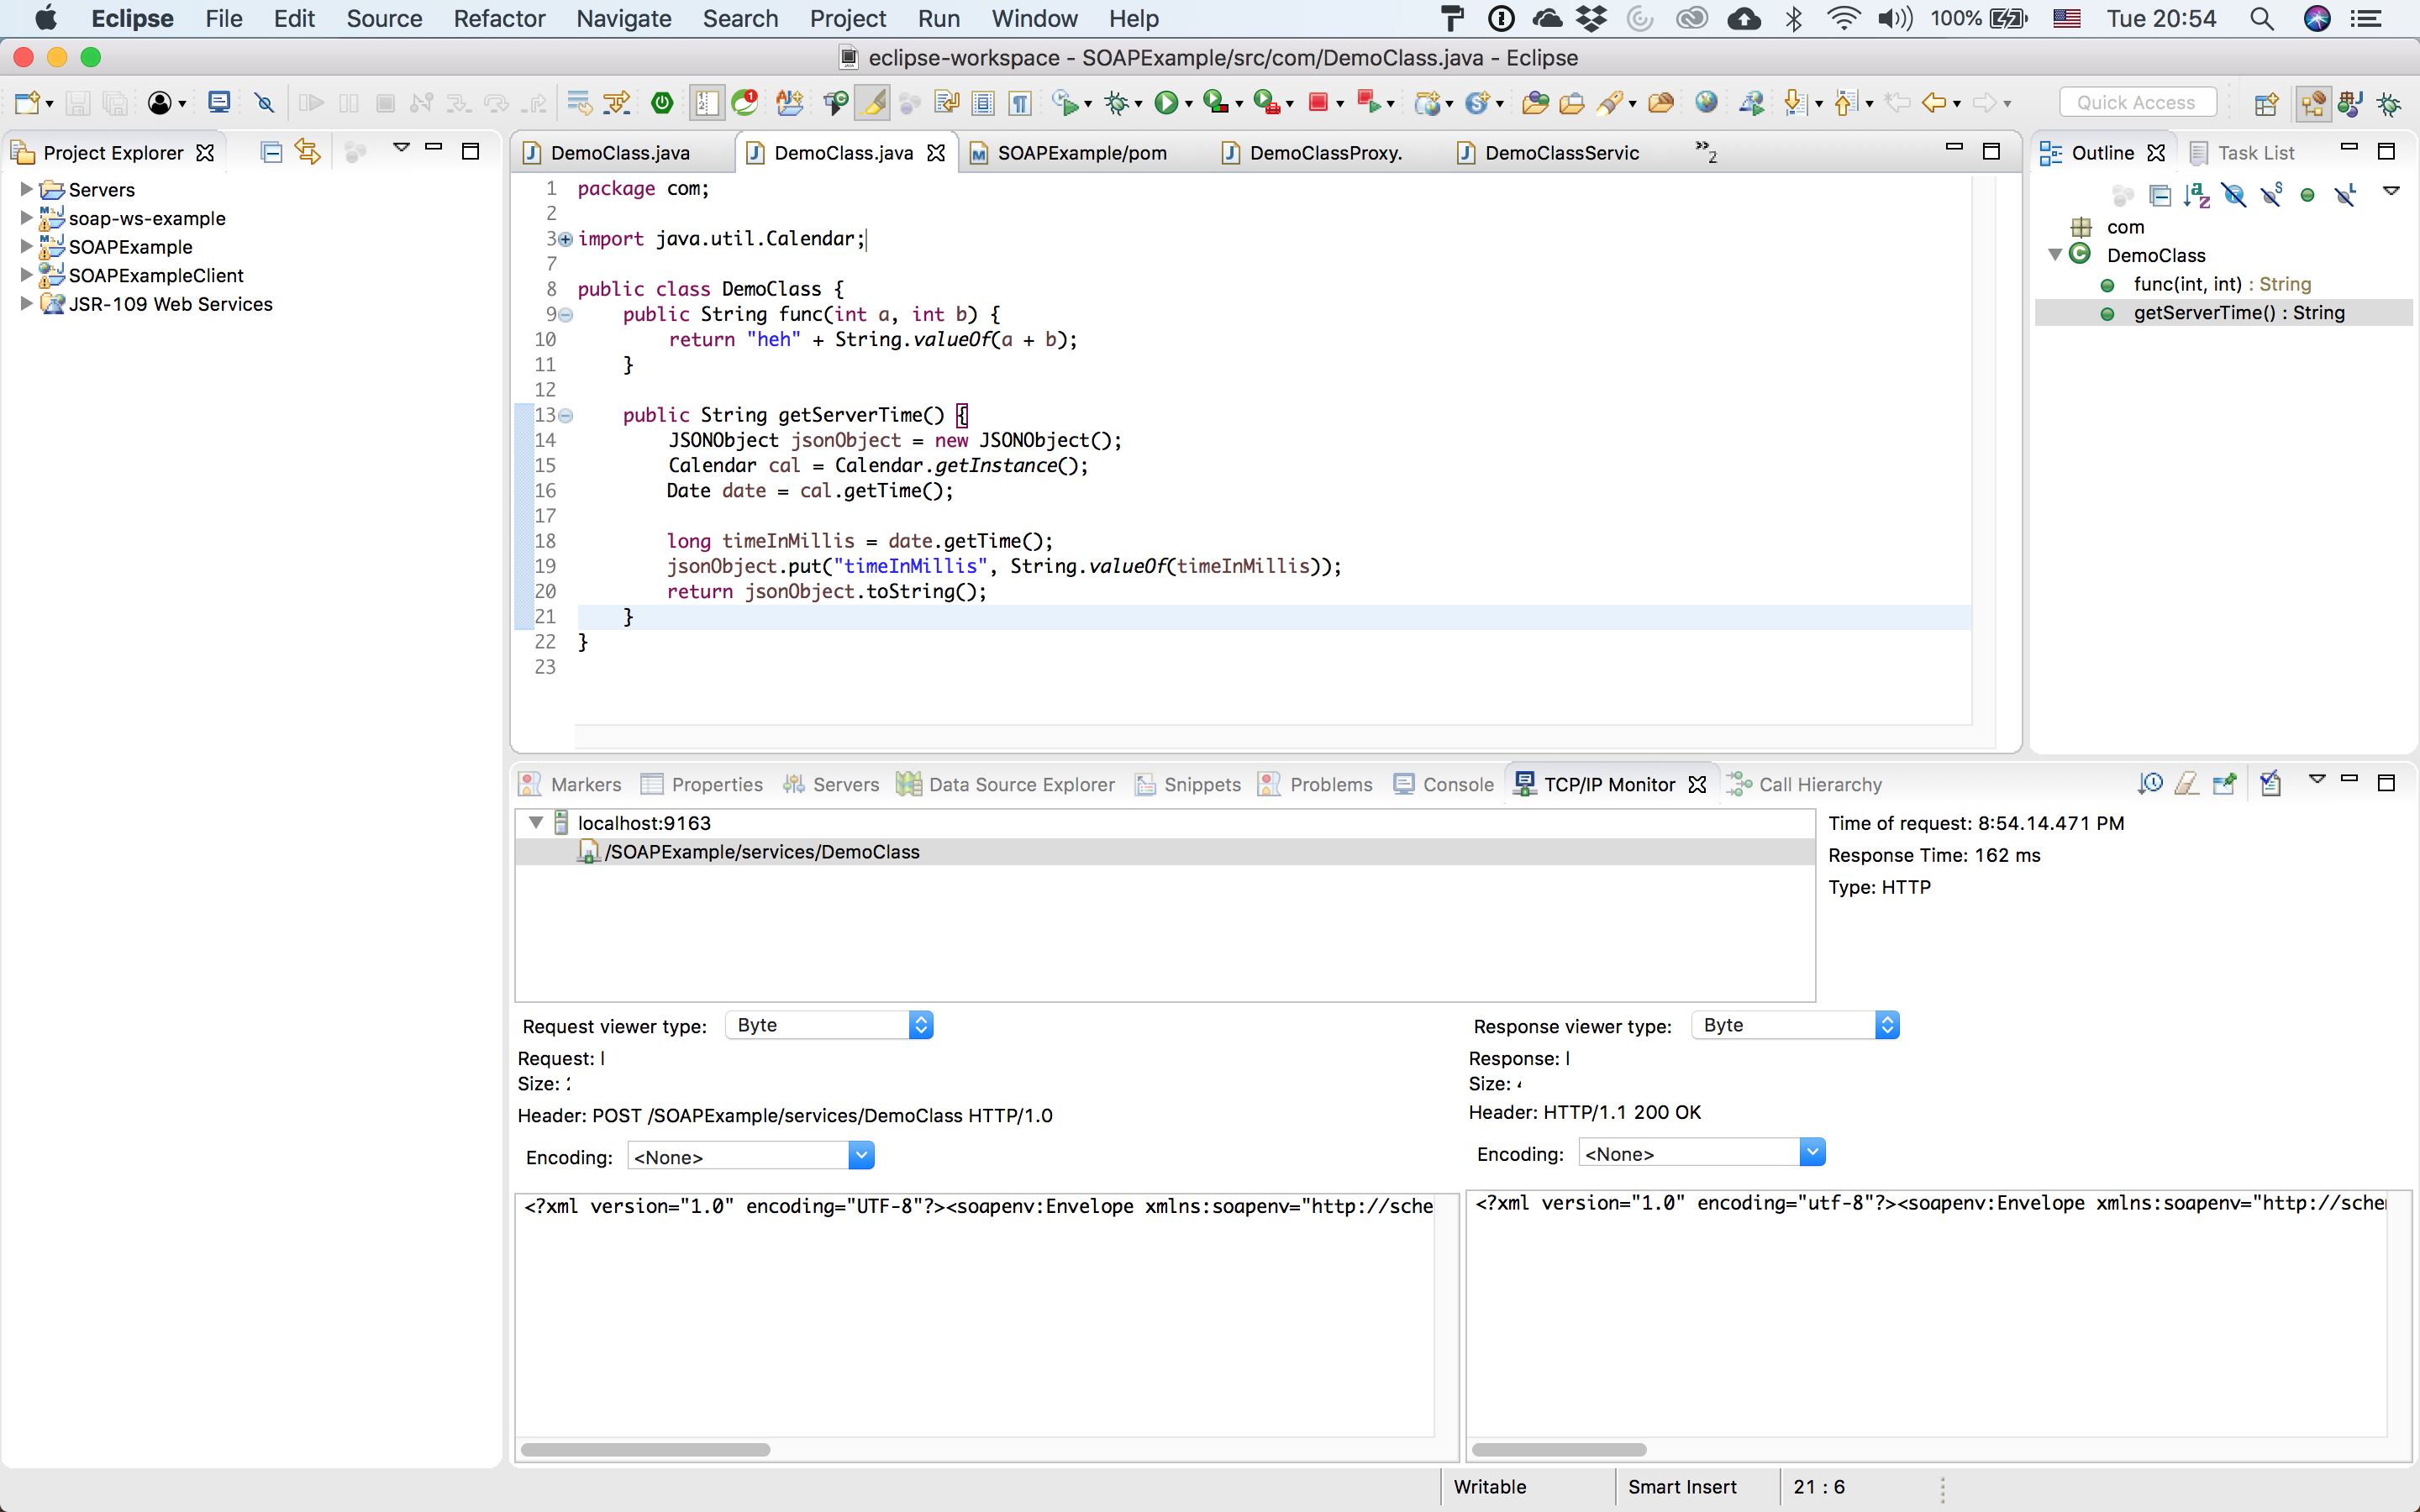 Eclipse File Edit Source Refactor Navigate Search Project Run Window Help 100% Tue 20:54
eclipse-workspace - SOAPExample/src/com/DemoClass.java - Eclipse
Quick Access
Project Explorer
Servers
soap-ws-example
SOAPExample
SOAPExampleClient
JSR-109 Web Services
DemoClass.java DemoClass.java SOAPExample/pom DemoClassProxy. DemoClassServic »2
1 package com;
2
3 import java.util.Calendar;
7
8 public class DemoClass {
9 public String func(int a, int b) {
10 return "heh" + String.valueOf(a + b);
11 }
12
13 public String getServerTime() {
14 JSONObject jsonObject = new JSONObject();
15 Calendar cal = Calendar.getInstance();
16 Date date = cal.getTime();
17
18 long timeInMillis = date.getTime();
19 jsonObject.put("timeInMillis", String.valueOf(timeInMillis));
20 return jsonObject.toString();
21 }
22 }
23
Outline Task List
com
DemoClass
func(int, int) : String
getServerTime() : String
Markers Properties Servers Data Source Explorer Snippets Problems Console TCP/IP Monitor Call Hierarchy
localhost:9163
/SOAPExample/services/DemoClass
Time of request: 8:54.14.471 PM
Response Time: 162 ms
Type: HTTP
Request viewer type: Byte
Request:
Size:
Header: POST /SOAPExample/services/DemoClass HTTP/1.0
Encoding: <None>
<?xml version="1.0" encoding="UTF-8"?><soapenv:Envelope xmlns:soapenv="http://sche
Response viewer type: Byte
Response:
Size:
Header: HTTP/1.1 200 OK
Encoding: <None>
<?xml version="1.0" encoding="utf-8"?><soapenv:Envelope xmlns:soapenv="http://sche
Writable Smart Insert 21 : 6